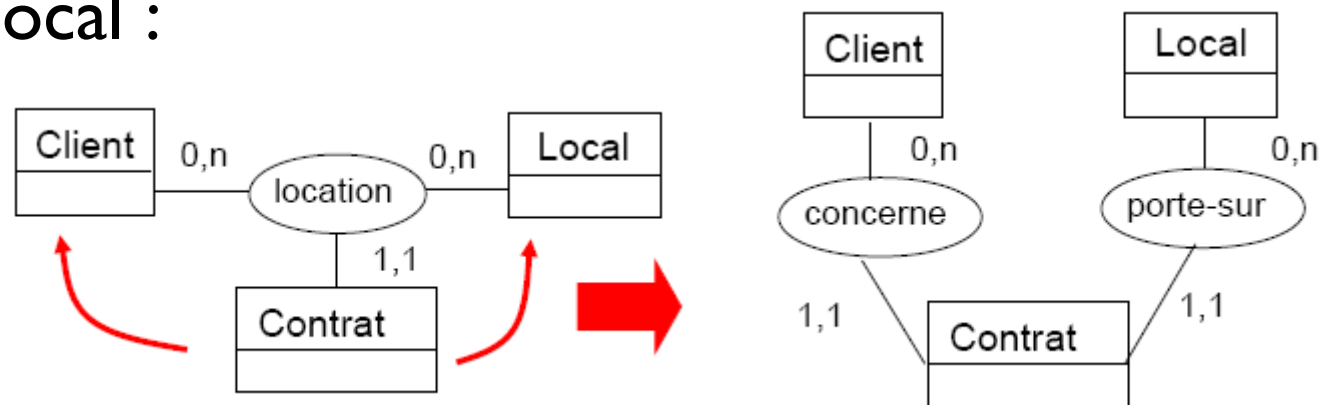 ocal :
Client
0,n
location
0,n
Local
1,1
Contrat
Client
Local
0,n
0,n
concerne
porte-sur
1,1
1,1
Contrat